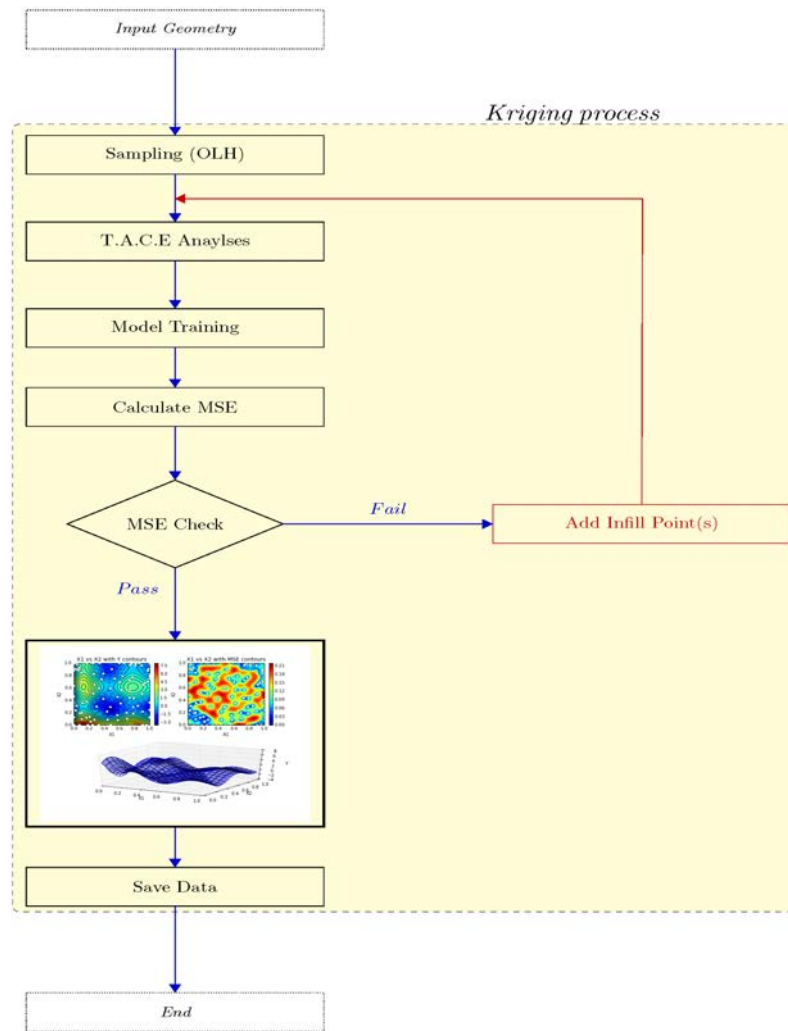 Input Geometry
Kriging process
Sampling (OLH)
T.A.C.E Anaylses
Model Training
Calculate MSE
MSE Check
Fail
Add Infill Point(s)
Pass
X1 vs X2 with Y contours
X1 vs X2 with MSE contours
Save Data
End